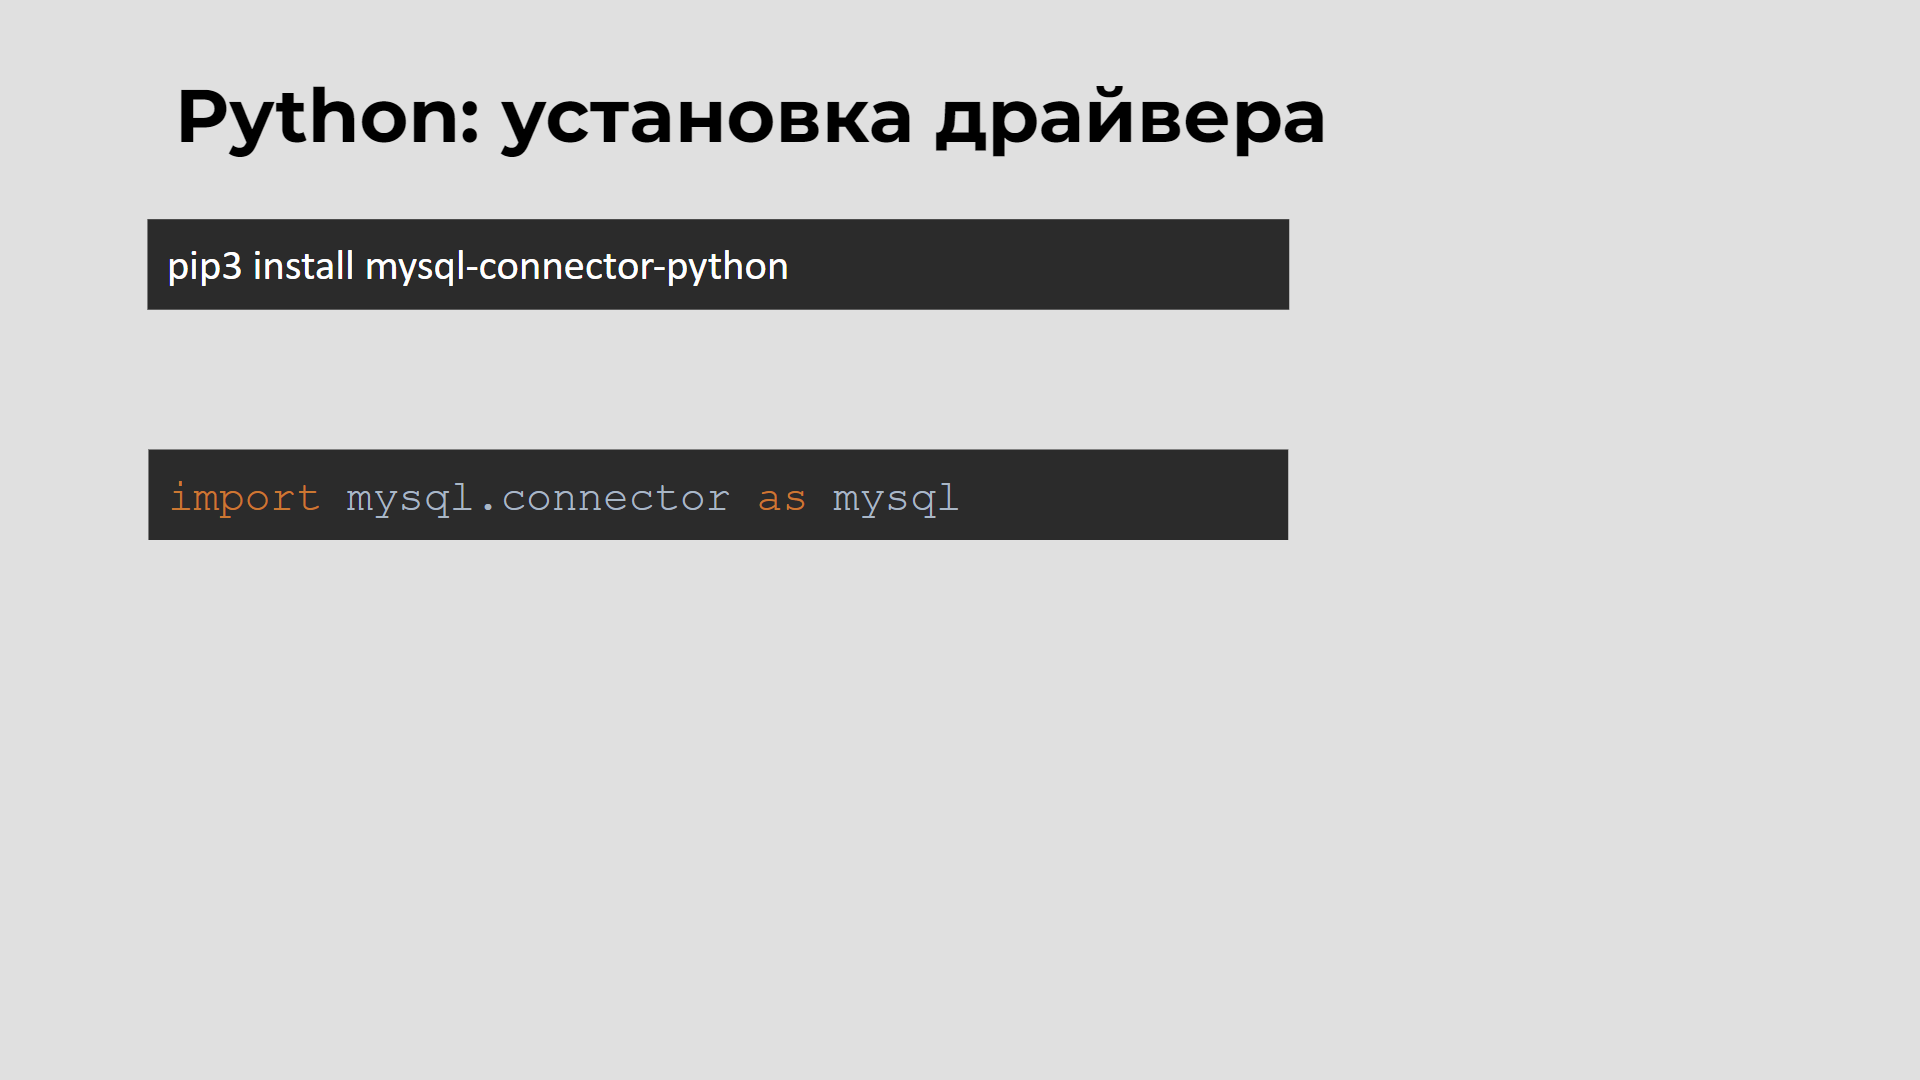 Python: установка драйвера
pip3 install mysql-connector-python
import mysql.connector as mysql